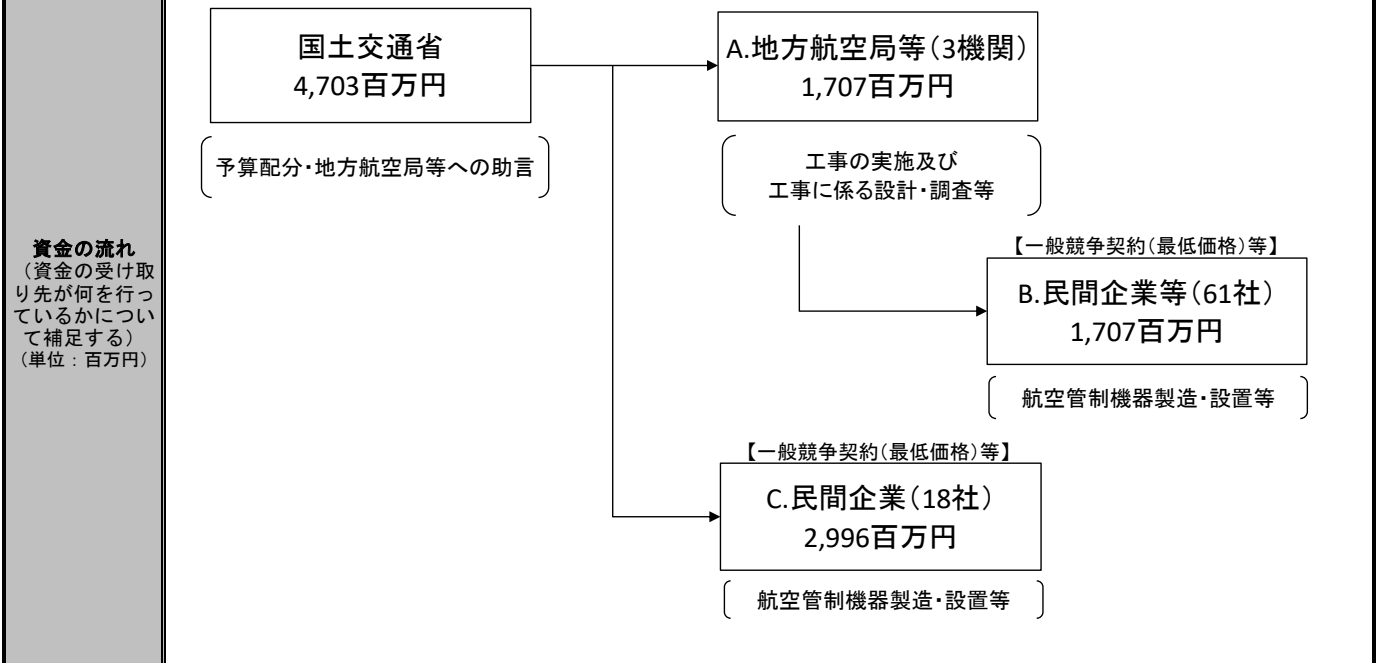 資金の流れ
（資金の受け取
り先が何を行っ
ているかについ
て補足する）
（単位：百万円）
国土交通省
4,703百万円
予算配分・地方航空局等への助言
A.地方航空局等（3機関）
1,707百万円
工事の実施及び
工事に係る設計・調査等
【一般競争契約（最低価格）等】
B.民間企業等（61社）
1,707百万円
航空管制機器製造・設置等
【一般競争契約（最低価格）等】
C.民間企業（18社）
2,996百万円
航空管制機器製造・設置等